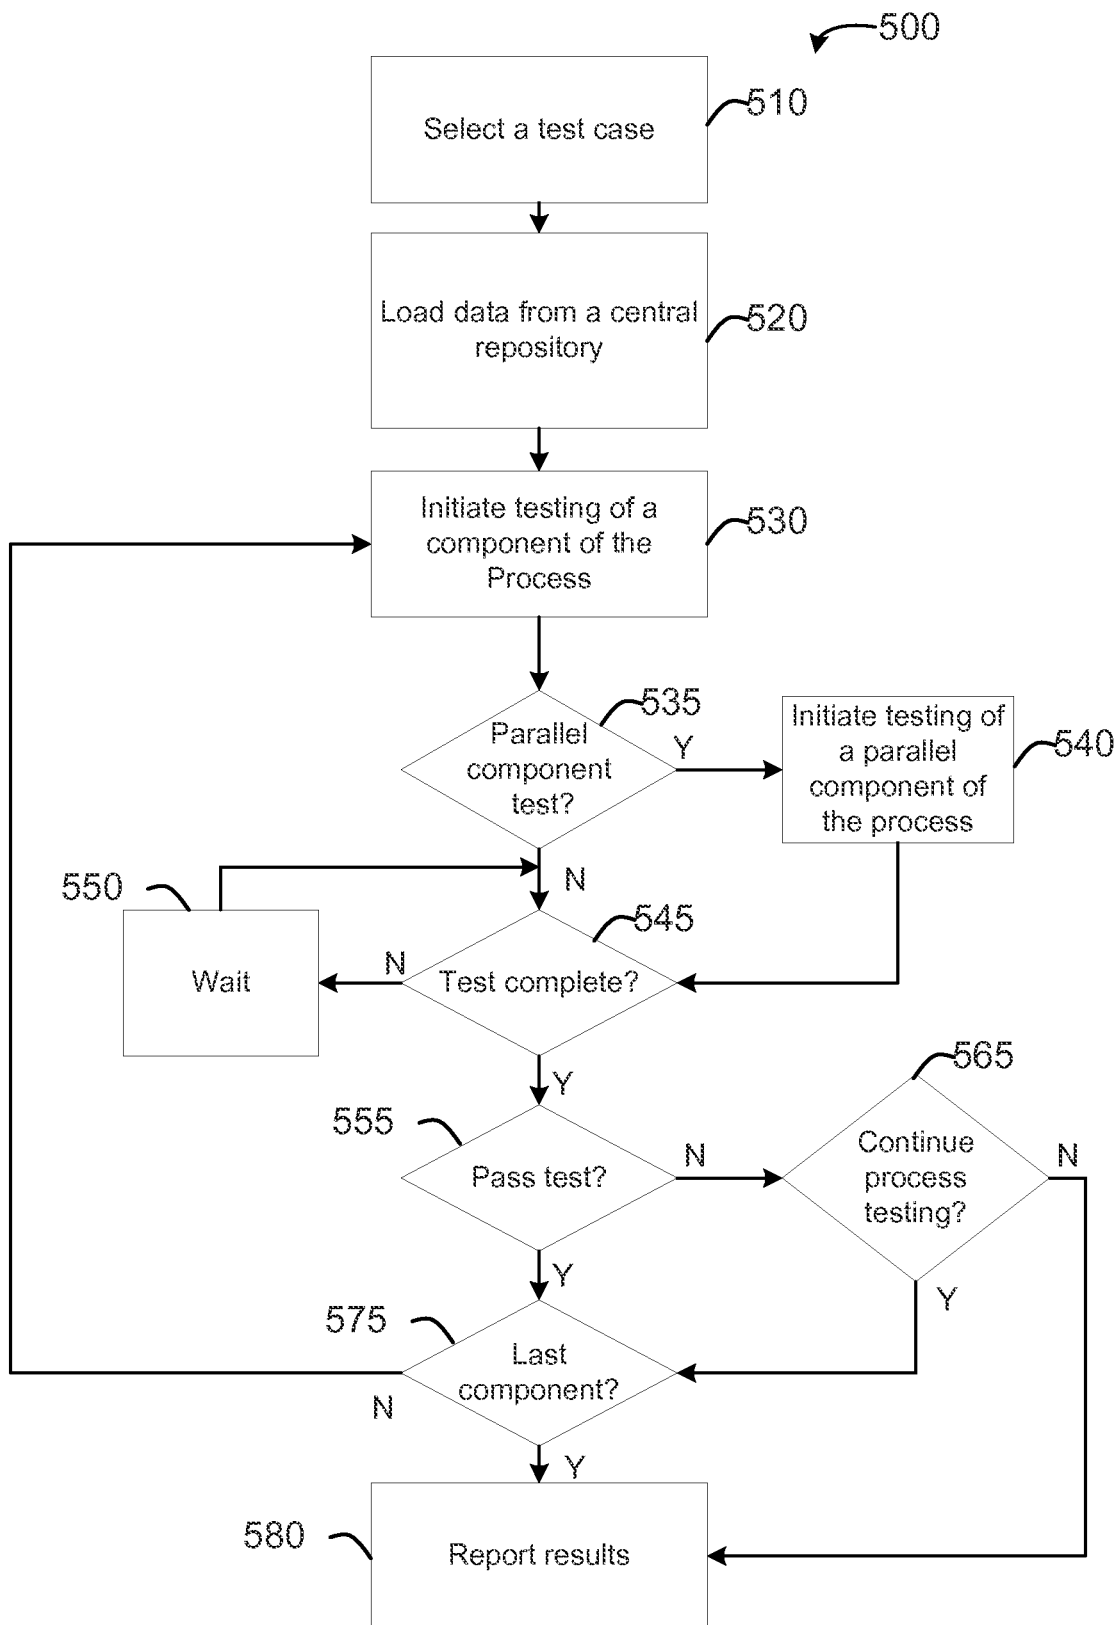 500
510
Select a test case
520
Load data from a central
repository
530
Initiate testing of a
component of the
Process
535
Parallel
component
test?
Y
Initiate testing of
a parallel
component of
the process
540
N
550
545
Wait
N
Test complete?
Y
565
555
Pass test?
N
Continue
process
testing?
N
Y
Y
575
Last
component?
N
Y
580
Report results